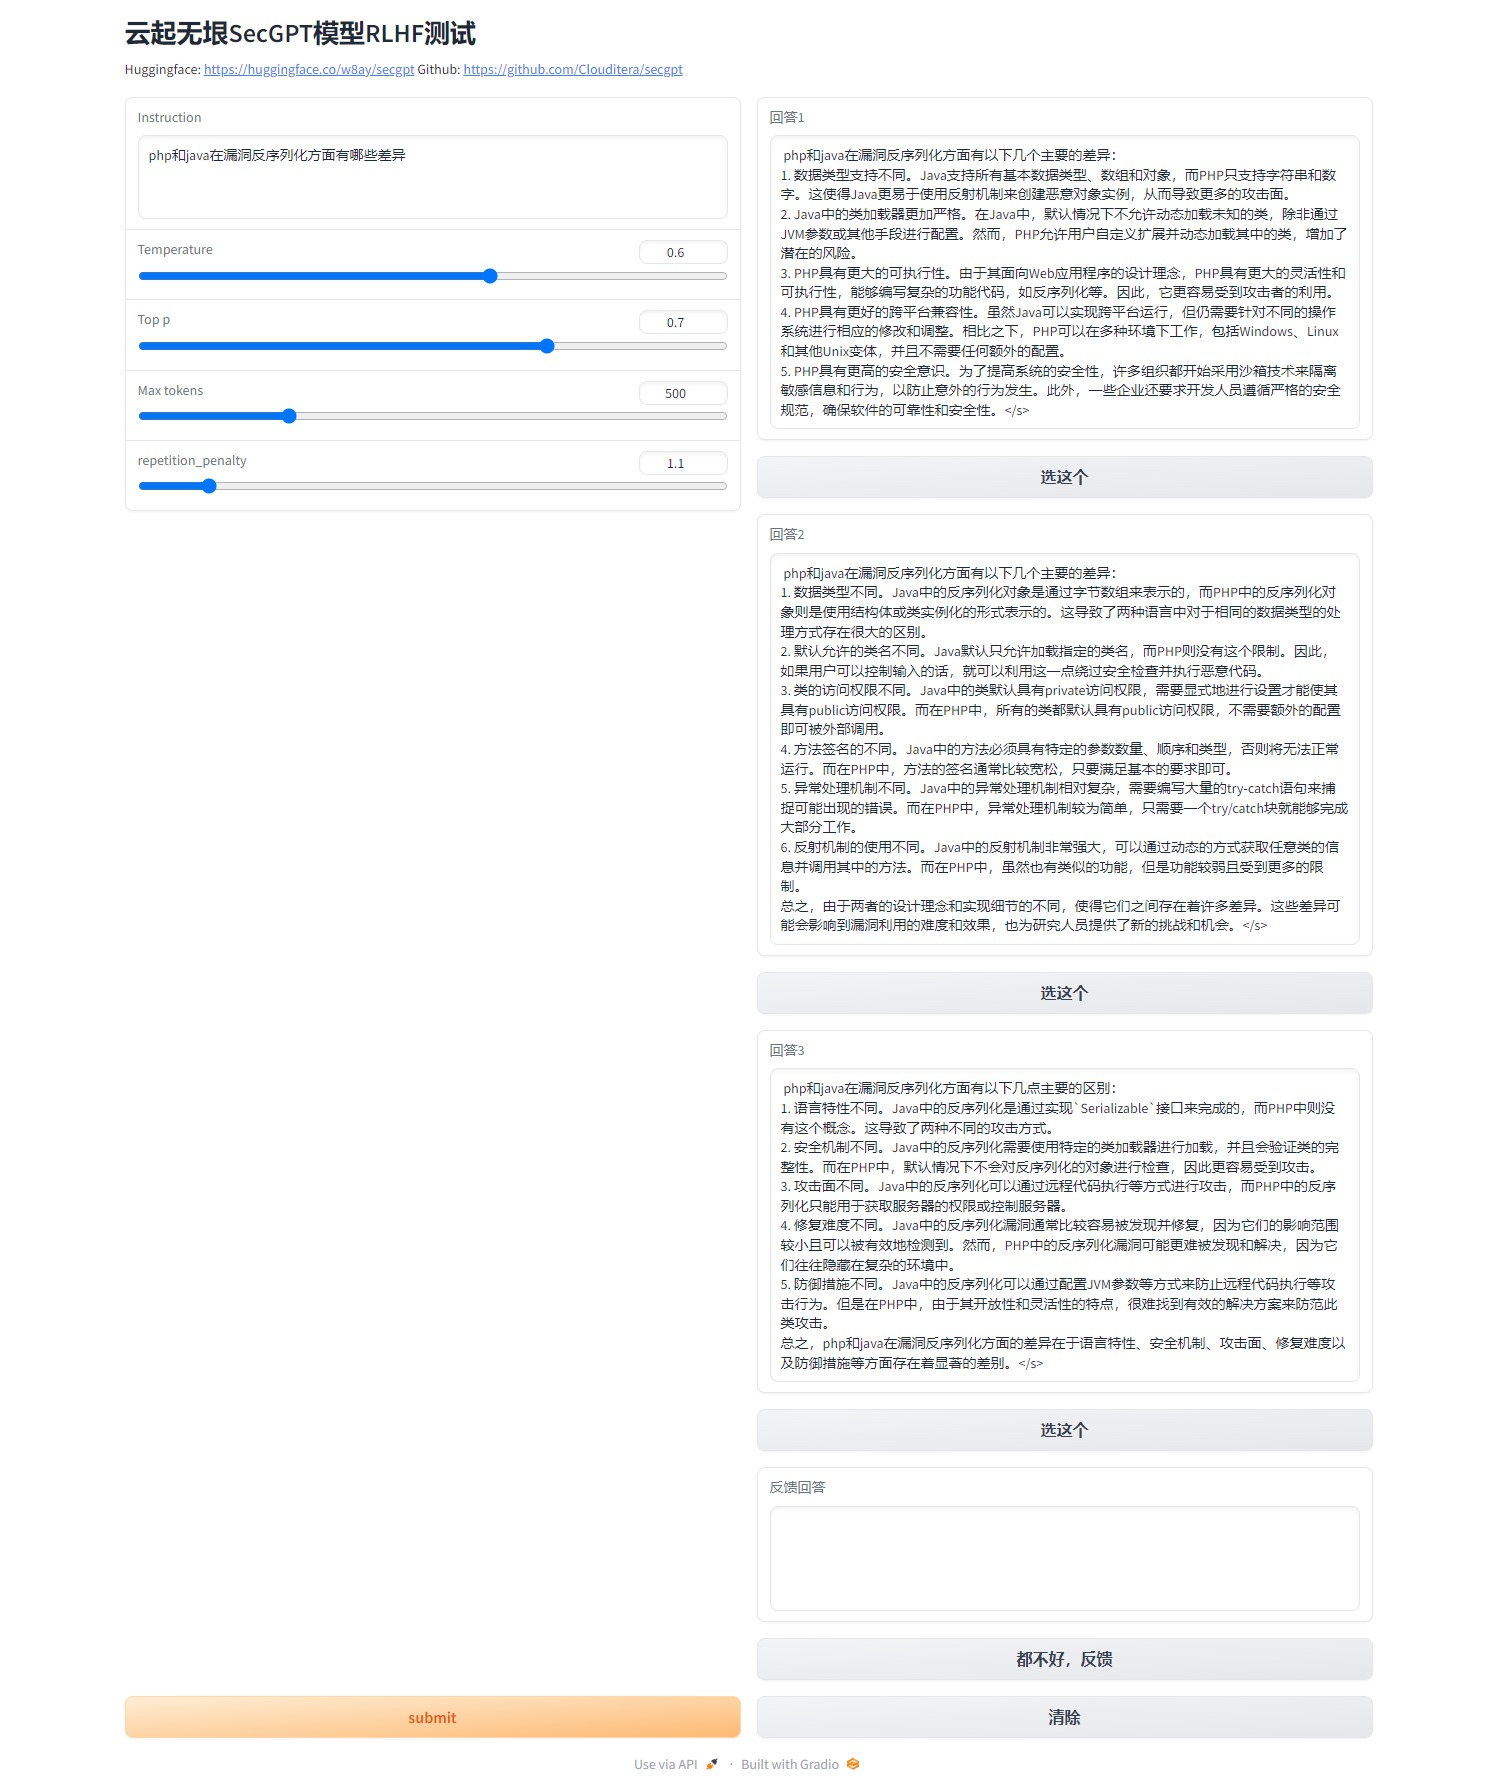 云起无垠SecGPT模型RLHF测试
Huggingface: https://huggingface.co/w8ay/secgpt Github: https://github.com/Clouditera/secgpt
Instruction
php和java在漏洞反序列化方面有哪些差异
Temperature
0.6
Top p
0.7
Max tokens
500
repetition_penalty
1.1
回答1
php和java在漏洞反序列化方面有以下几个主要的差异：
1. 数据类型支持不同。Java支持所有基本数据类型、数组和对象，而PHP只支持字符串和数
字。这使得Java更易于使用反射机制来创建恶意对象实例，从而导致更多的攻击面。
2. Java中的类加载器更加严格。在Java中，默认情况下不允许动态加载未知的类，除非通过
JVM参数或其他手段进行配置。然而，PHP允许用户自定义扩展并动态加载其中的类，增加了
潜在的风险。
3. PHP具有更大的可执行性。由于其面向Web应用程序的设计理念，PHP具有更大的灵活性和
可执行性，能够编写复杂的功能代码，如反序列化等。因此，它更容易受到攻击者的利用。
4. PHP具有更好的跨平台兼容性。虽然Java可以实现跨平台运行，但仍需要针对不同的操作
系统进行相应的修改和调整。相比之下，PHP可以在多种环境下工作，包括Windows、Linux
和其他Unix变体，并且不需要任何额外的配置。
5. PHP具有更高的安全意识。为了提高系统的安全性，许多组织都开始采用沙箱技术来隔离
敏感信息和行为，以防止意外的行为发生。此外，一些企业还要求开发人员遵循严格的安全
规范，确保软件的可靠性和安全性。</s>
选这个
回答2
php和java在漏洞反序列化方面有以下几个主要的差异：
1. 数据类型不同。Java中的反序列化对象是通过字节数组来表示的，而PHP中的反序列化对
象则是使用结构体或类实例化的形式表示的。这导致了两种语言中对于相同的数据类型的处
理方式存在很大的区别。
2. 默认允许的类名不同。Java默认只允许加载指定的类名，而PHP则没有这个限制。因此，
如果用户可以控制输入的话，就可以利用这一点绕过安全检查并执行恶意代码。
3. 类的访问权限不同。Java中的类默认具有private访问权限，需要显式地进行设置才能使其
具有public访问权限。而在PHP中，所有的类都默认具有public访问权限，不需要额外的配置
即可被外部调用。
4. 方法签名的不同。Java中的方法必须具有特定的参数数量、顺序和类型，否则将无法正常
运行。而在PHP中，方法的签名通常比较宽松，只要满足基本的要求即可。
5. 异常处理机制不同。Java中的异常处理机制相对复杂，需要编写大量的try-catch语句来捕
捉可能出现的错误。而在PHP中，异常处理机制较为简单，只需要一个try/catch块就能够完成
大部分工作。
6. 反射机制的使用不同。Java中的反射机制非常强大，可以通过动态的方式获取任意类的信
息并调用其中的方法。而在PHP中，虽然也有类似的功能，但是功能较弱且受到更多的限
制。
总之，由于两者的设计理念和实现细节的不同，使得它们之间存在着许多差异。这些差异可
能会影响到漏洞利用的难度和效果，也为研究人员提供了新的挑战和机会。</s>
选这个
回答3
php和java在漏洞反序列化方面有以下几点主要的区别：
1. 语言特性不同。Java中的反序列化是通过实现`Serializable`接口来完成的，而PHP中则没
有这个概念。这导致了两种不同的攻击方式。
2. 安全机制不同。Java中的反序列化需要使用特定的类加载器进行加载，并且会验证类的完
整性。而在PHP中，默认情况下不会对反序列化的对象进行检查，因此更容易受到攻击。
3. 攻击面不同。Java中的反序列化可以通过远程代码执行等方式进行攻击，而PHP中的反序
列化只能用于获取服务器的权限或控制服务器。
4. 修复难度不同。Java中的反序列化漏洞通常比较容易被发现并修复，因为它们的影响范围
较小且可以被有效地检测到。然而，PHP中的反序列化漏洞可能更难被发现和解决，因为它
们往往隐藏在复杂的环境中。
5. 防御措施不同。Java中的反序列化可以通过配置JVM参数等方式来防止远程代码执行等攻
击行为。但是在PHP中，由于其开放性和灵活性的特点，很难找到有效的解决方案来防范此
类攻击。
总之，php和java在漏洞反序列化方面的差异在于语言特性、安全机制、攻击面、修复难度以
及防御措施等方面存在着显著的差别。</s>
选这个
反馈回答
都不好，反馈
submit
清除
Use via API · Built with Gradio